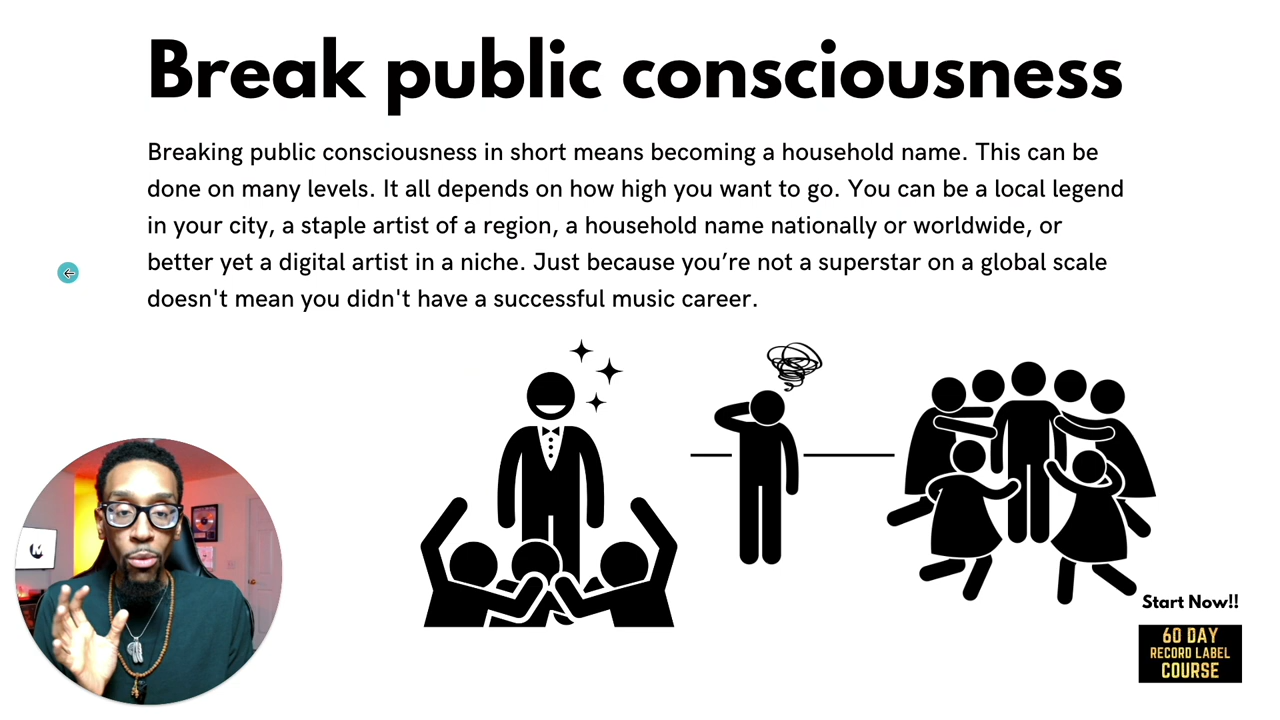 Break public consciousness
Breaking public consciousness in short means becoming a household name. This can be
done on many levels. It all depends on how high you want to go. You can be a local legend
in your city, a staple artist of a region, a household name nationally or worldwide, or
better yet a digital artist in a niche. Just because you’re not a superstar on a global scale
doesn't mean you didn't have a successful music career.
Start Now!!
60 DAY
RECORD LABEL
COURSE